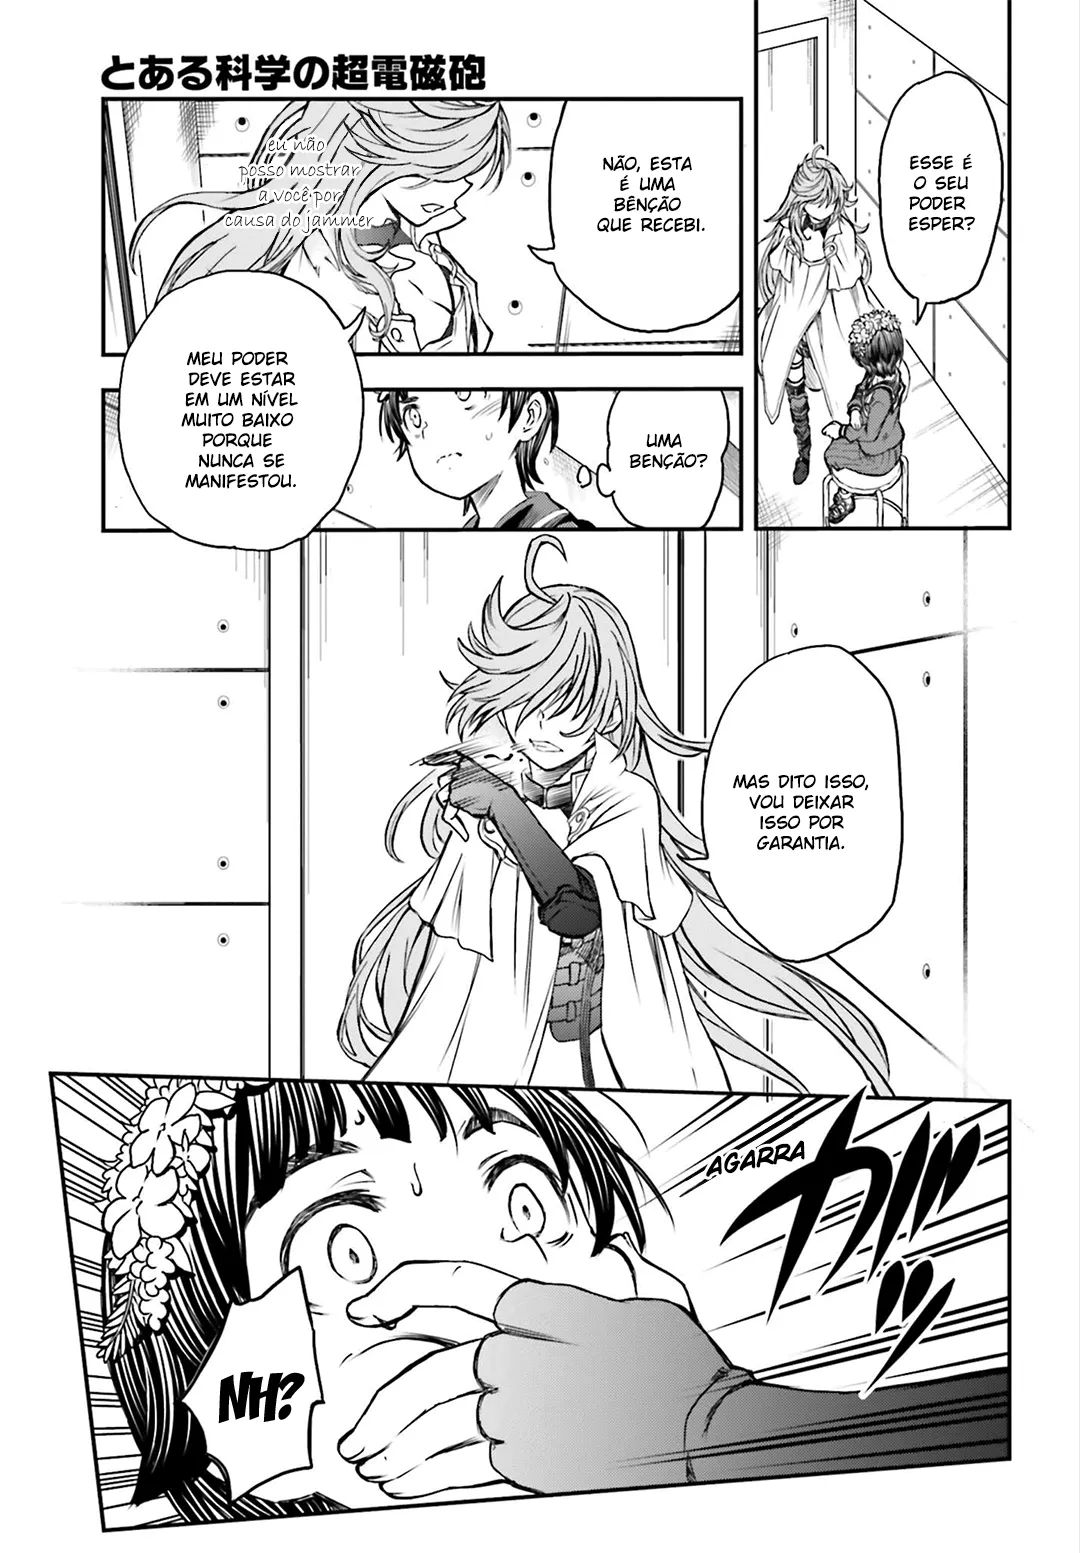 とある科学の超電磁砲
ESSE É
O SEU
PODER
ESPER?
NÃO, ESTA
É UMA
BÊNÇÃO
QUE RECEBI.
eu não
posso mostrar
a você por
causa do jammer
MEU PODER
DEVE ESTAR
EM UM NÍVEL
MUITO BAIXO
PORQUE
NUNCA SE
MANIFESTOU.
UMA
BENÇÃO?
MAS DITO ISSO,
VOU DEIXAR
ISSO POR
GARANTIA.
AGARRA
ガッ
NH?